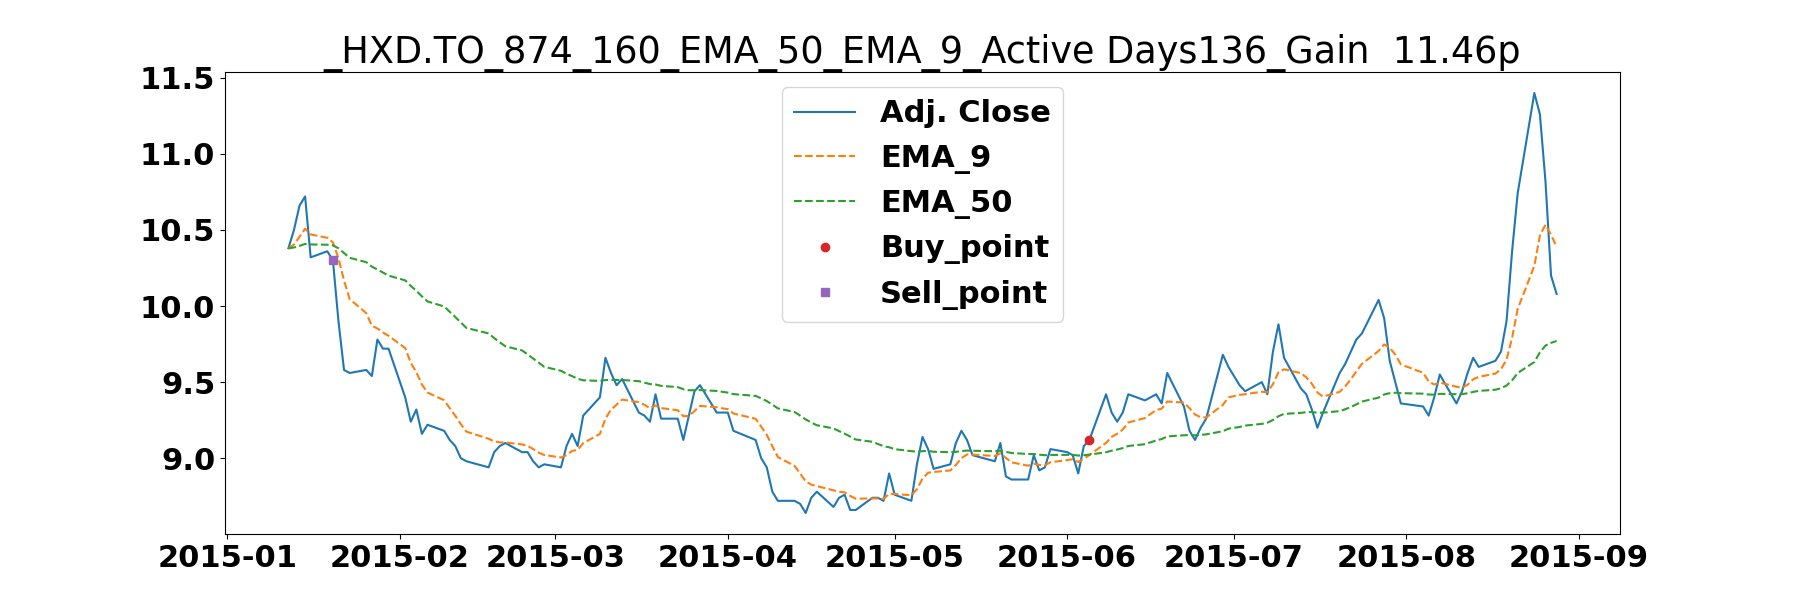 _HXD.TO_874_160_EMA_50_EMA_9_Active Days136_Gain  11.46p
11.5
11.0
10.5
10.0
9.5
9.0
Adj. Close
EMA_9
EMA_50
Buy_point
Sell_point
2015-01 2015-02 2015-03 2015-04 2015-05 2015-06 2015-07 2015-08 2015-09